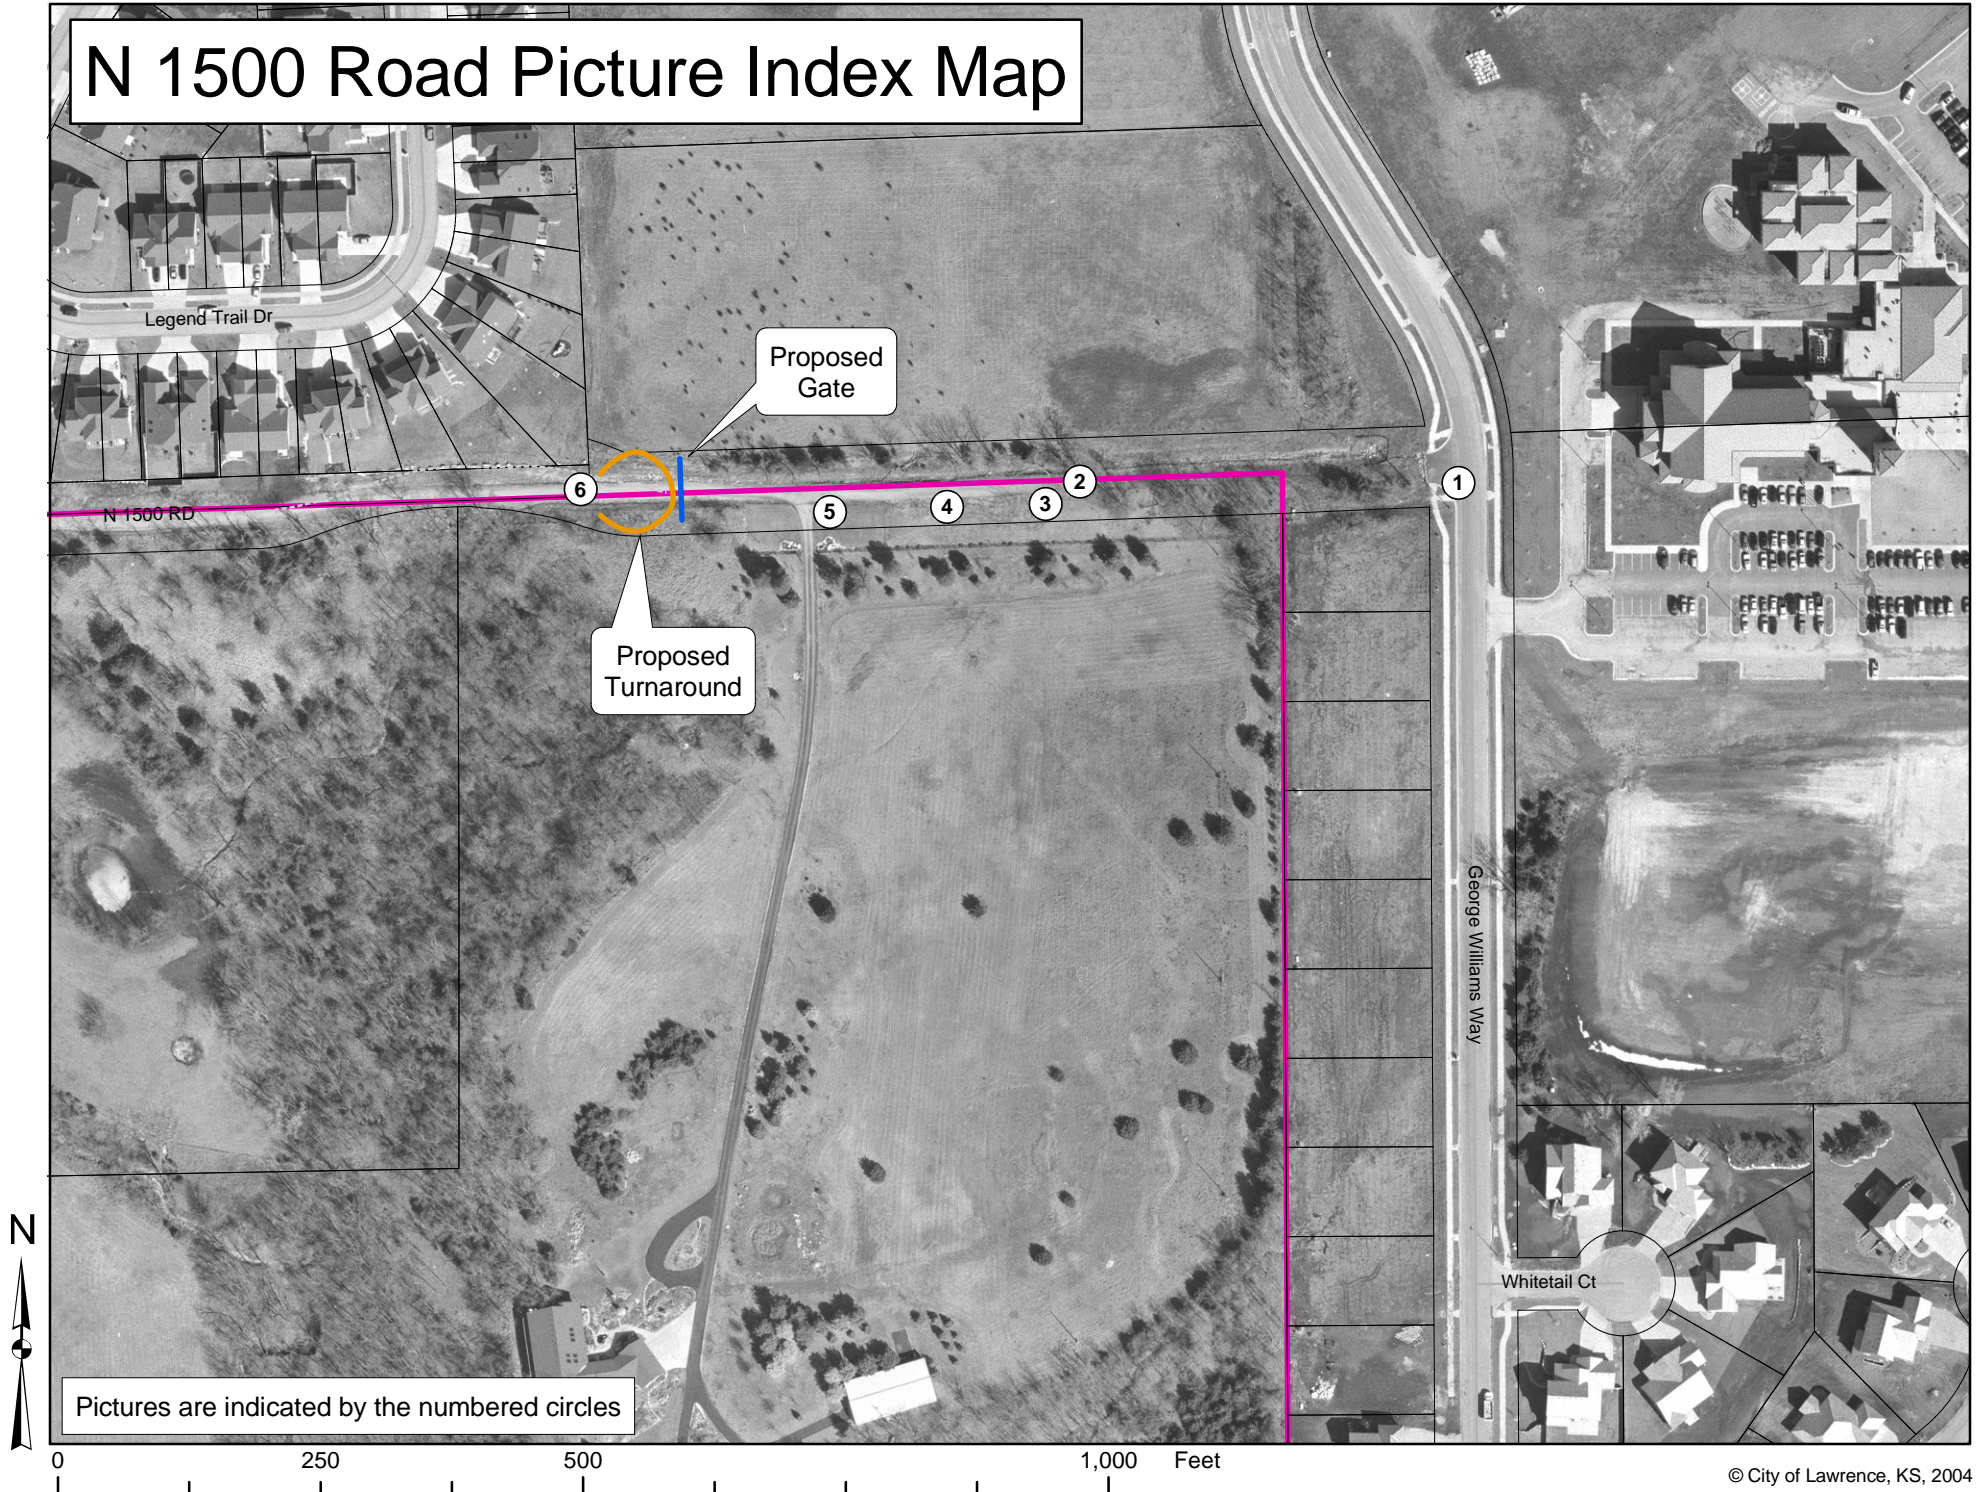 N 1500 Road Picture Index Map
Legend Trail Dr
Proposed
Gate
6
2
1
N 1500 RD
5
4
3
Proposed
Turnaround
George Williams Way
N
Whitetail Ct
Pictures are indicated by the numbered circles
0 250 500 1,000 Feet
© City of Lawrence, KS, 2004